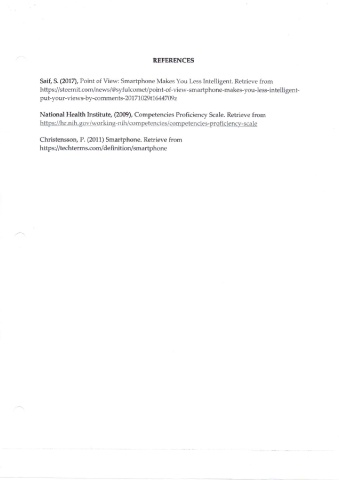 REFERENCES
Saif, S. (2017), Point of View: Smartphone Makes You Less Intelligent. Retrieve from
https://steemit.com/news/@syfulcomet/point-of-view-smartphone-makes-you-less-intelligent-
put-your-views-by-comments-20171029t164470
National Health Institute, (2009), Competencies Proficiency Scale. Retrieve from
https://hr.nih.gov/working-nih/competencies/competencies-proficiency-scale
Christensson, P. (2011) Smartphone. Retrieve from
https://techterms.com/definition/smartphone